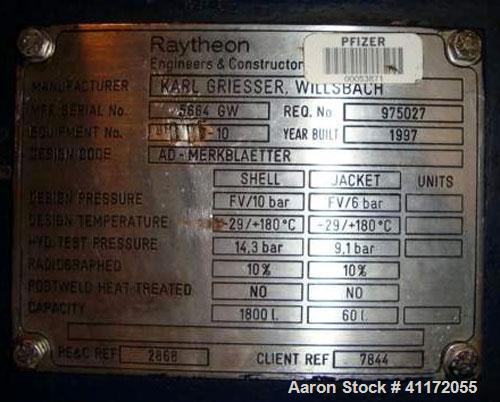 Raytheon
Engineers & Constructor
PFIZER
00053871
MANUFACTURER KARL GRIESSER, WILLSBACH
MFR SERIAL No. 5664 GW REQ. No 975027
EQUIPMENT No. -10 YEAR BUILT 1997
DESIGN CODE AD-MERKBLAETTER
SHELL JACKET UNITS
DESIGN PRESSURE FV/10 bar FV/6 bar
DESIGN TEMPERATURE -29/+180°C -29/+180°C
HYD. TEST PRESSURE 14,3 bar 9,1 bar
RADIOGRAPHED 10% 10%
POSTWELD HEAT TREATED NO NO
CAPACITY 1800 l. 60 l.
RE&C REF 2868 CLIENT REF 7844
Aaron Stock # 41172055